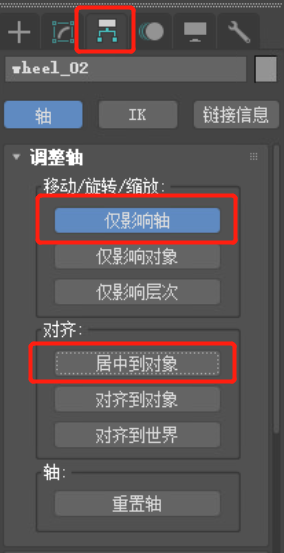 wheel_02
轴 IK 链接信息
调整轴
移动/旋转/缩放:
仅影响轴
仅影响对象
仅影响层次
对齐:
居中到对象
对齐到对象
对齐到世界
轴:
重置轴